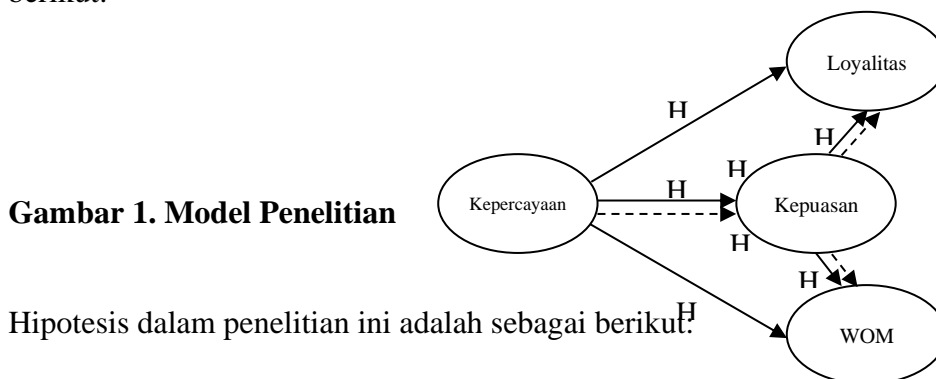 berikut:
Loyalitas
H
H
H
Kepercayaan
H
Kepuasan
Gambar 1. Model Penelitian
H
H
Hipotesis dalam penelitian ini adalah sebagai berikut:
H
WOM